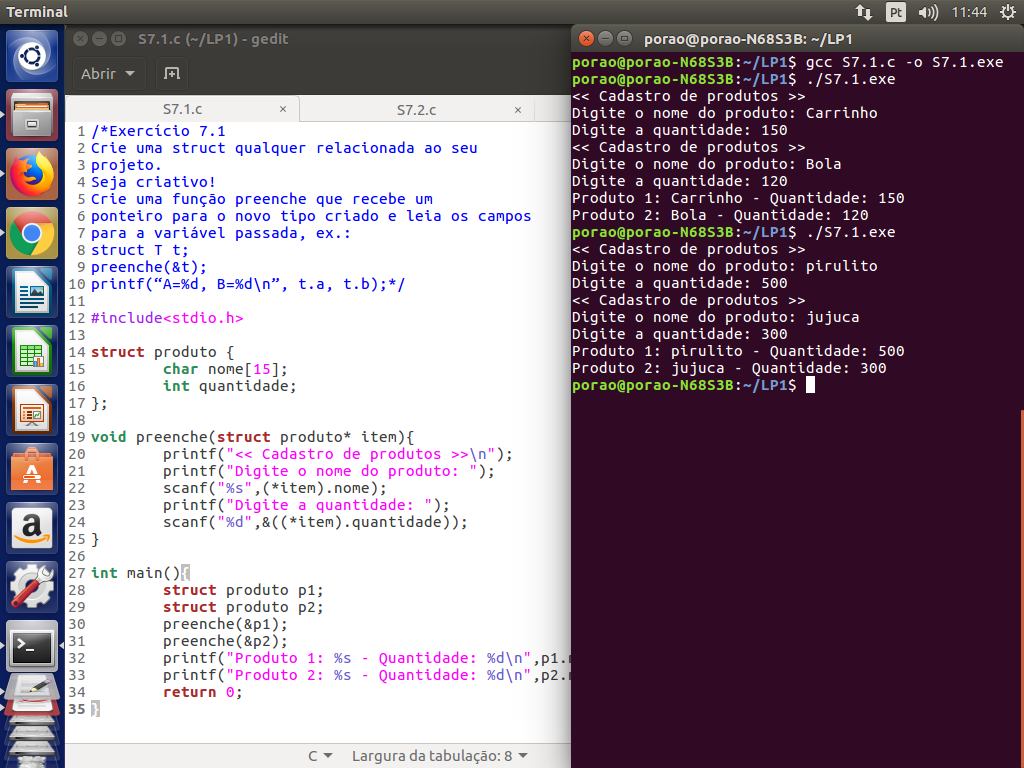 Terminal
Pt
11:44
S7.1.c (~/LP1) - gedit
Abrir
S7.1.c ×
S7.2.c ×
1 /*Exercício 7.1
2 Crie uma struct qualquer relacionada ao seu
3 projeto.
4 Seja criativo!
5 Crie uma função preenche que recebe um
6 ponteiro para o novo tipo criado e leia os campos
7 para a variável passada, ex.:
8 struct T t;
9 preenche(&t);
10 printf(“A=%d, B=%d\n”, t.a, t.b);*/
11
12 #include<stdio.h>
13
14 struct produto {
15 char nome[15];
16 int quantidade;
17 };
18
19 void preenche(struct produto* item){
20 printf("<< Cadastro de produtos >>\n");
21 printf("Digite o nome do produto: ");
22 scanf("%s",(*item).nome);
23 printf("Digite a quantidade: ");
24 scanf("%d",&((*item).quantidade));
25 }
26
27 int main(){
28 struct produto p1;
29 struct produto p2;
30 preenche(&p1);
31 preenche(&p2);
32 printf("Produto 1: %s - Quantidade: %d\n",p1.
33 printf("Produto 2: %s - Quantidade: %d\n",p2.
34 return 0;
35 }
C
Largura da tabulação: 8
porao@porao-N68S3B: ~/LP1
porao@porao-N68S3B:~/LP1$ gcc S7.1.c -o S7.1.exe
porao@porao-N68S3B:~/LP1$ ./S7.1.exe
<< Cadastro de produtos >>
Digite o nome do produto: Carrinho
Digite a quantidade: 150
<< Cadastro de produtos >>
Digite o nome do produto: Bola
Digite a quantidade: 120
Produto 1: Carrinho - Quantidade: 150
Produto 2: Bola - Quantidade: 120
porao@porao-N68S3B:~/LP1$ ./S7.1.exe
<< Cadastro de produtos >>
Digite o nome do produto: pirulito
Digite a quantidade: 500
<< Cadastro de produtos >>
Digite o nome do produto: jujuca
Digite a quantidade: 300
Produto 1: pirulito - Quantidade: 500
Produto 2: jujuca - Quantidade: 300
porao@porao-N68S3B:~/LP1$